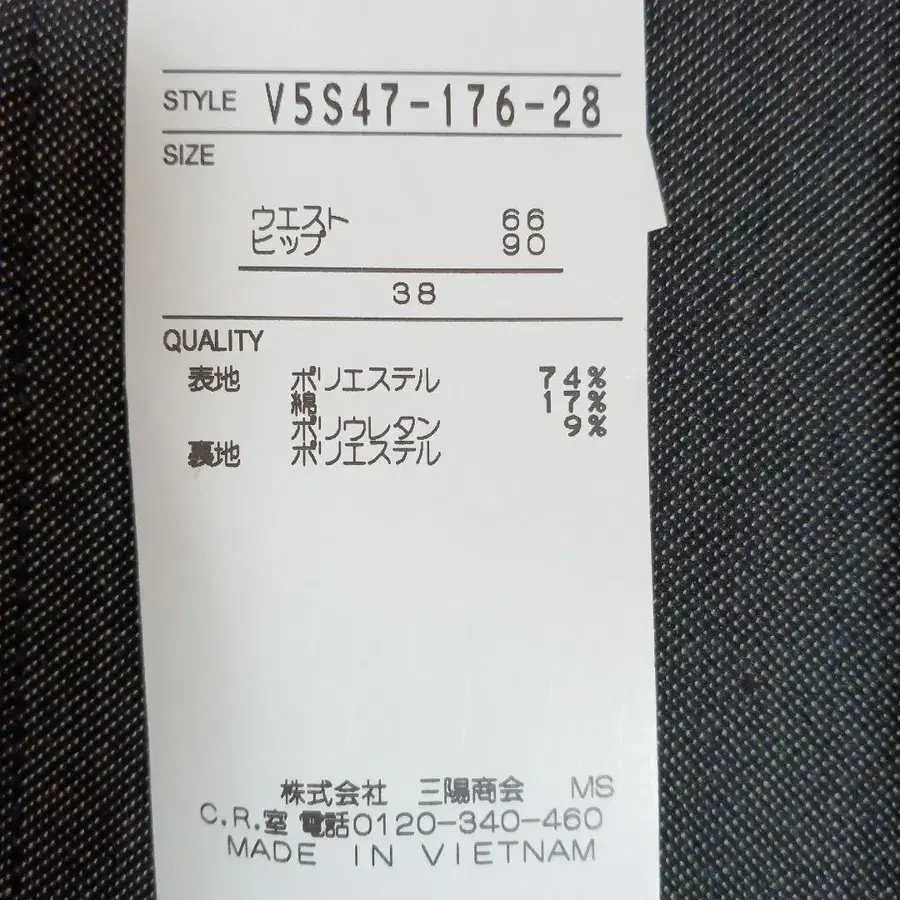 STYLE V5S47-176-28
SIZE
ウエスト 66
ヒップ 90
38
QUALITY
表地 ポリエステル 74%
綿 17%
ポリウレタン 9%
裏地 ポリエステル
株式会社 三陽商会 MS
C.R.室 電話0120-340-460
MADE IN VIETNAM